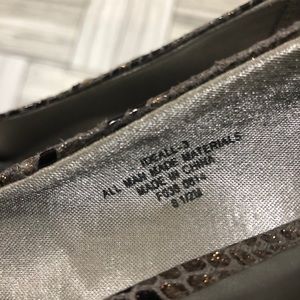 IDEALL-3
ALL MAN MADE MATERIALS
MADE IN CHINA
8 1/2M